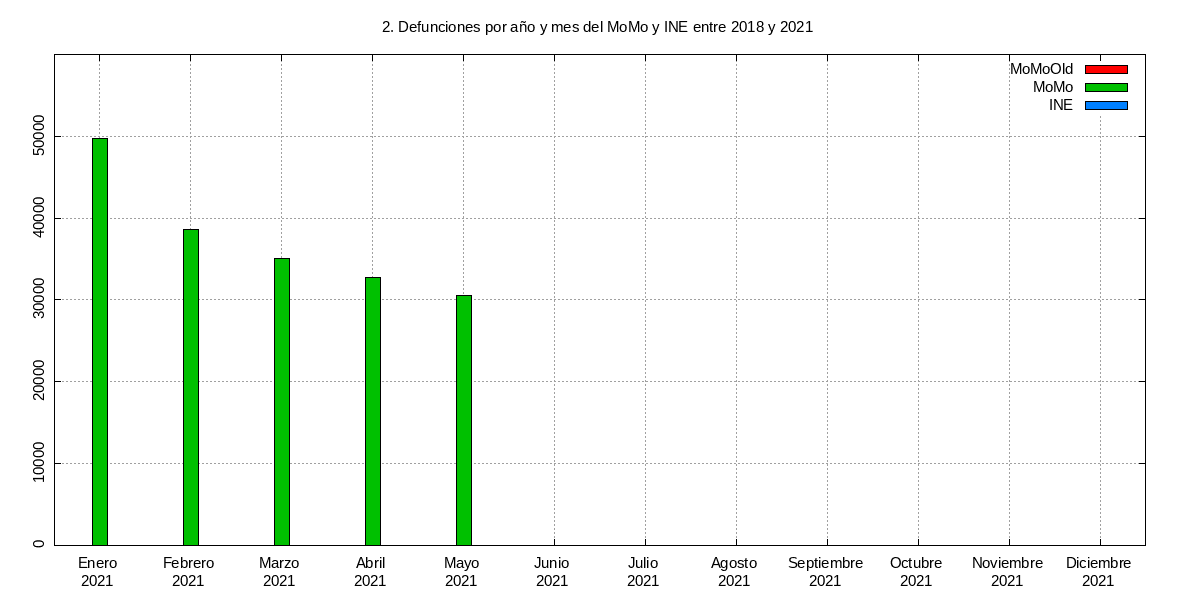 2. Defunciones por año y mes del MoMo y INE entre 2018 y 2021
MoMoOld
MoMo
INE
50000
40000
30000
20000
10000
0
Enero Febrero Marzo Abril Mayo Junio Julio Agosto Septiembre Octubre Noviembre Diciembre
2021 2021 2021 2021 2021 2021 2021 2021 2021 2021 2021 2021